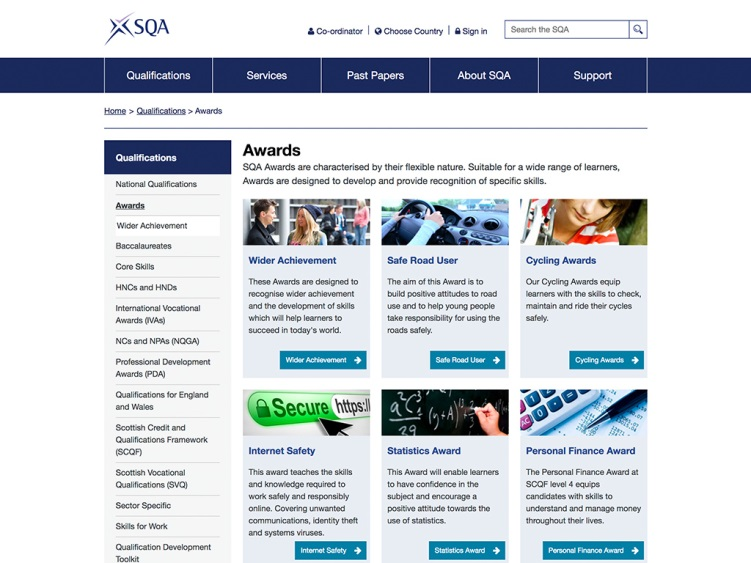 SQA
Co-ordinator | Choose Country | Sign in
Search the SQA
Qualifications
Services
Past Papers
About SQA
Support
Home > Qualifications > Awards
Qualifications
National Qualifications
Awards
Wider Achievement
Baccalaureates
Core Skills
HNCs and HNDs
International Vocational
Awards (IVAs)
NCs and NPAs (NQGA)
Professional Development
Awards (PDA)
Qualifications for England
and Wales
Scottish Credit and
Qualifications Framework
(SCQF)
Scottish Vocational
Qualifications (SVQ)
Sector Specific
Skills for Work
Qualification Development
Toolkit
Awards
SQA Awards are characterised by their flexible nature. Suitable for a wide range of learners,
Awards are designed to develop and provide recognition of specific skills.
Wider Achievement
These Awards are designed to
recognise wider achievement
and the development of skills
which will help learners to
succeed in today's world.
Wider Achievement
Safe Road User
The aim of this Award is to
build positive attitudes to road
use and to help young people
take responsibility for using the
roads safely.
Safe Road User
Cycling Awards
Our Cycling Awards equip
learners with the skills to check,
maintain and ride their cycles
safely.
Cycling Awards
Secure https:/
Internet Safety
This award teaches the skills
and knowledge required to
work safely and responsibly
online. Covering unwanted
communications, identity theft
and systems viruses.
Internet Safety
Statistics Award
This Award will enable learners
to have confidence in the
subject and encourage a
positive attitude towards the
use of statistics.
Statistics Award
Personal Finance Award
The Personal Finance Award at
SCQF level 4 equips
candidates with skills to
understand and manage money
throughout their lives.
Personal Finance Award